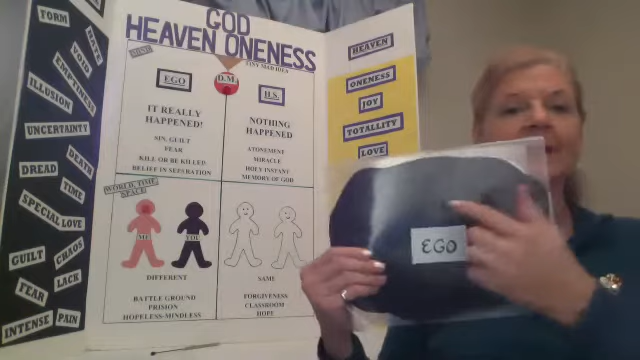 FORM
HATE
VOID
EMPTINESS
ILLUSION
UNCERTAINTY
DEATH
DREAD
TIME
SPECIAL LOVE
GUILT
CHAOS
LACK
FEAR
INTENSE PAIN
GOD
HEAVEN ONENESS
TINY MAD IDEA
EGO
D.M.
H.S.
IT REALLY
HAPPENED!
SIN, GUILT
FEAR
KILL OR BE KILLED
BELIEF IN SEPARATION
NOTHING
HAPPENED
ATONEMENT
MIRACLE
HOLY INSTANT
MEMORY OF GOD
WORLD, TIME,
SPACE
ME!
YOU
DIFFERENT
BATTLE GROUND
PRISION
HOPELESS-MINDLESS
SAME
FORGIVENESS
CLASSROOM
HOPE
HEAVEN
ONENESS
JOY
TOTALLITY
LOVE
EGO